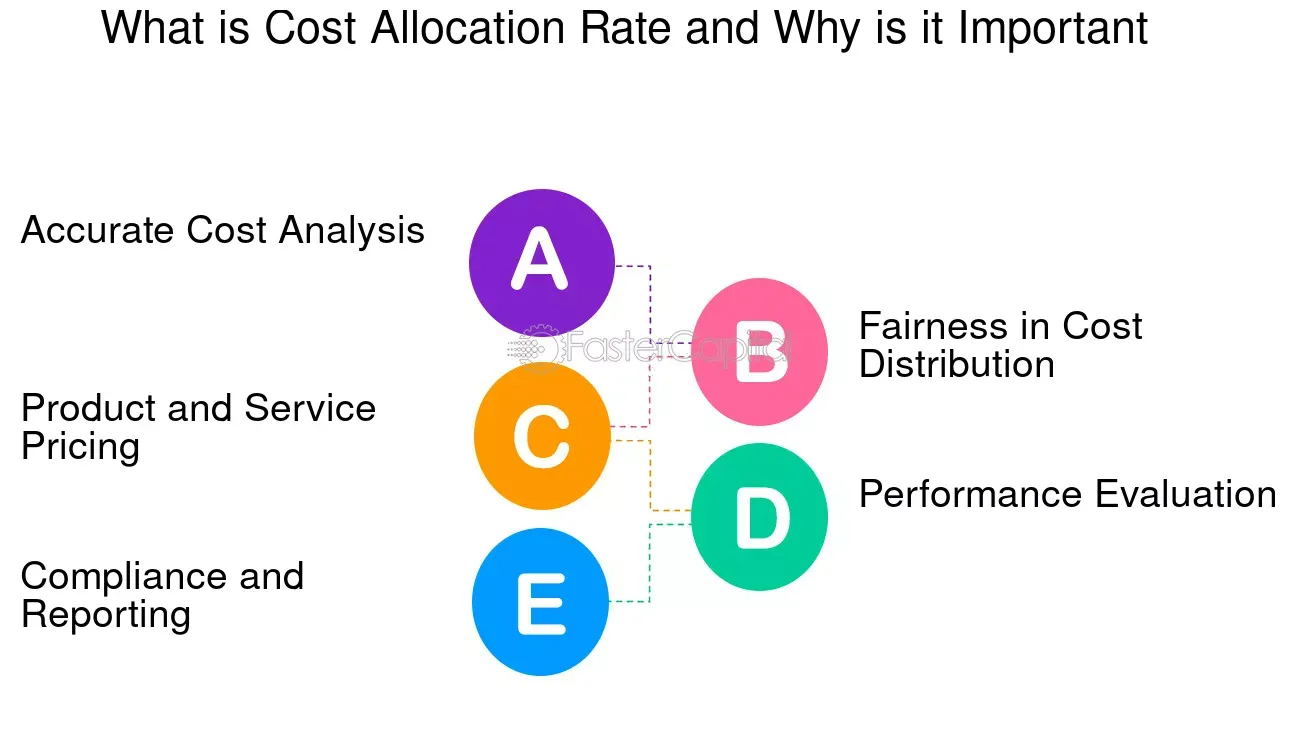 What is Cost Allocation Rate and Why is it Important
Accurate Cost Analysis
A
B
Fairness in Cost
Distribution
FasterCapital
Product and Service
Pricing
C
D
Performance Evaluation
Compliance and
Reporting
E